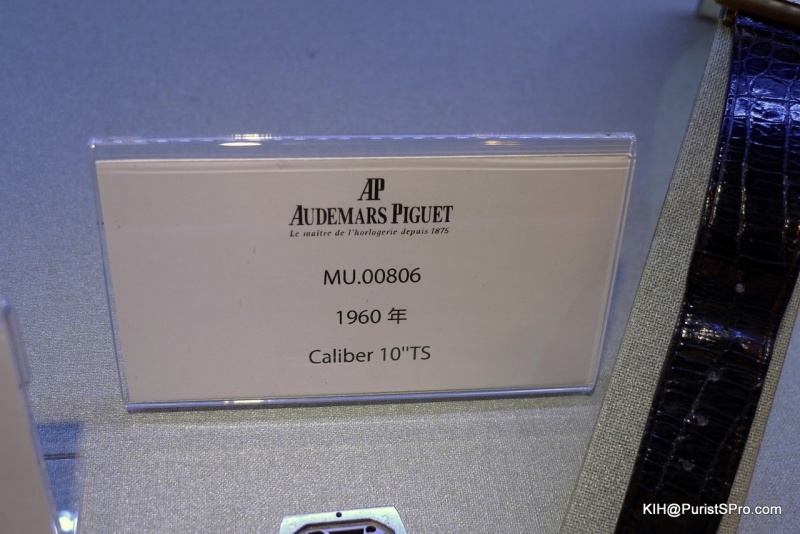 AP
AUDEMARS PIGUET
Le maître de l'horlogerie depuis 1875
MU.00806
1960 年
Caliber 10''TS
KIH@PuristSPro.com